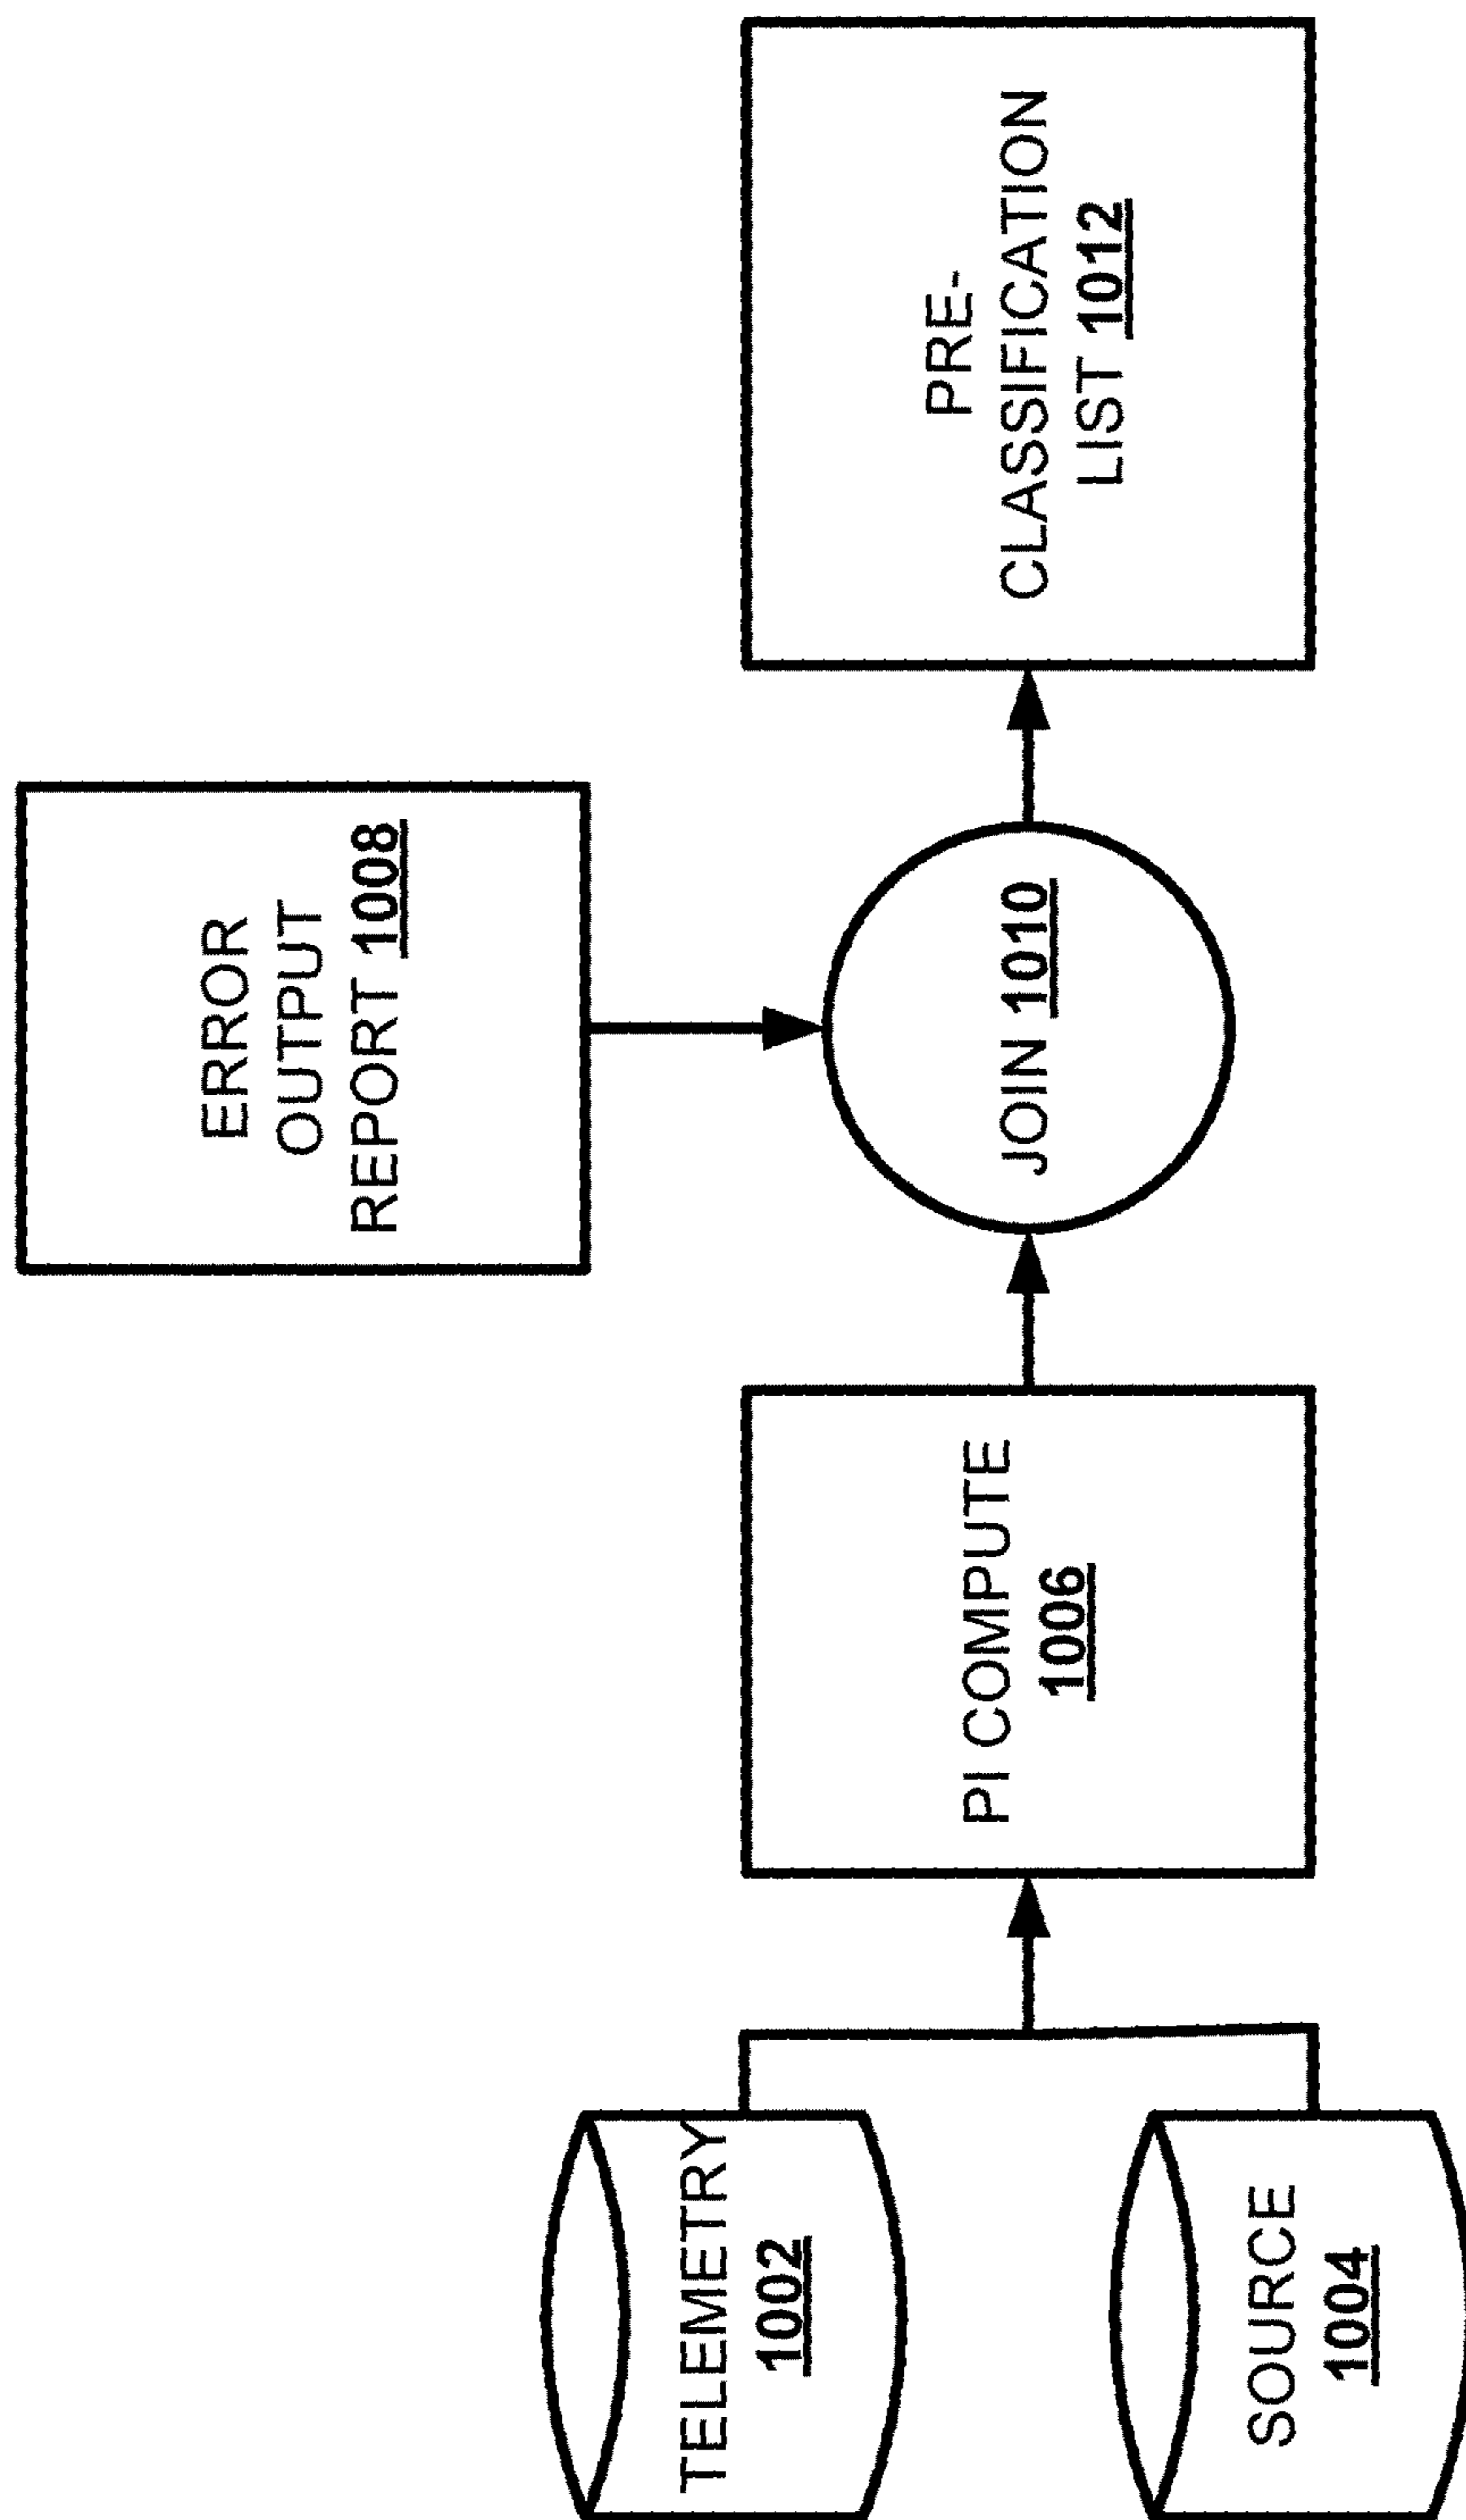 TELEMETRY
1002
SOURCE
1004
PI COMPUTE
1006
ERROR
OUTPUT
REPORT 1008
JOIN 1010
PRE-
CLASSIFICATION
LIST 1012